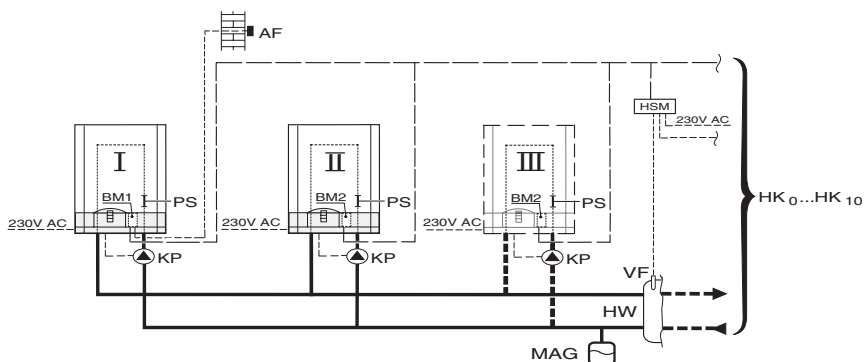 AF
HSM
230V AC
I
II
III
BM1
PS
BM2
PS
BM2
PS
HK0...HK10
230V AC
230V AC
230V AC
KP
KP
KP
VF
HW
MAG